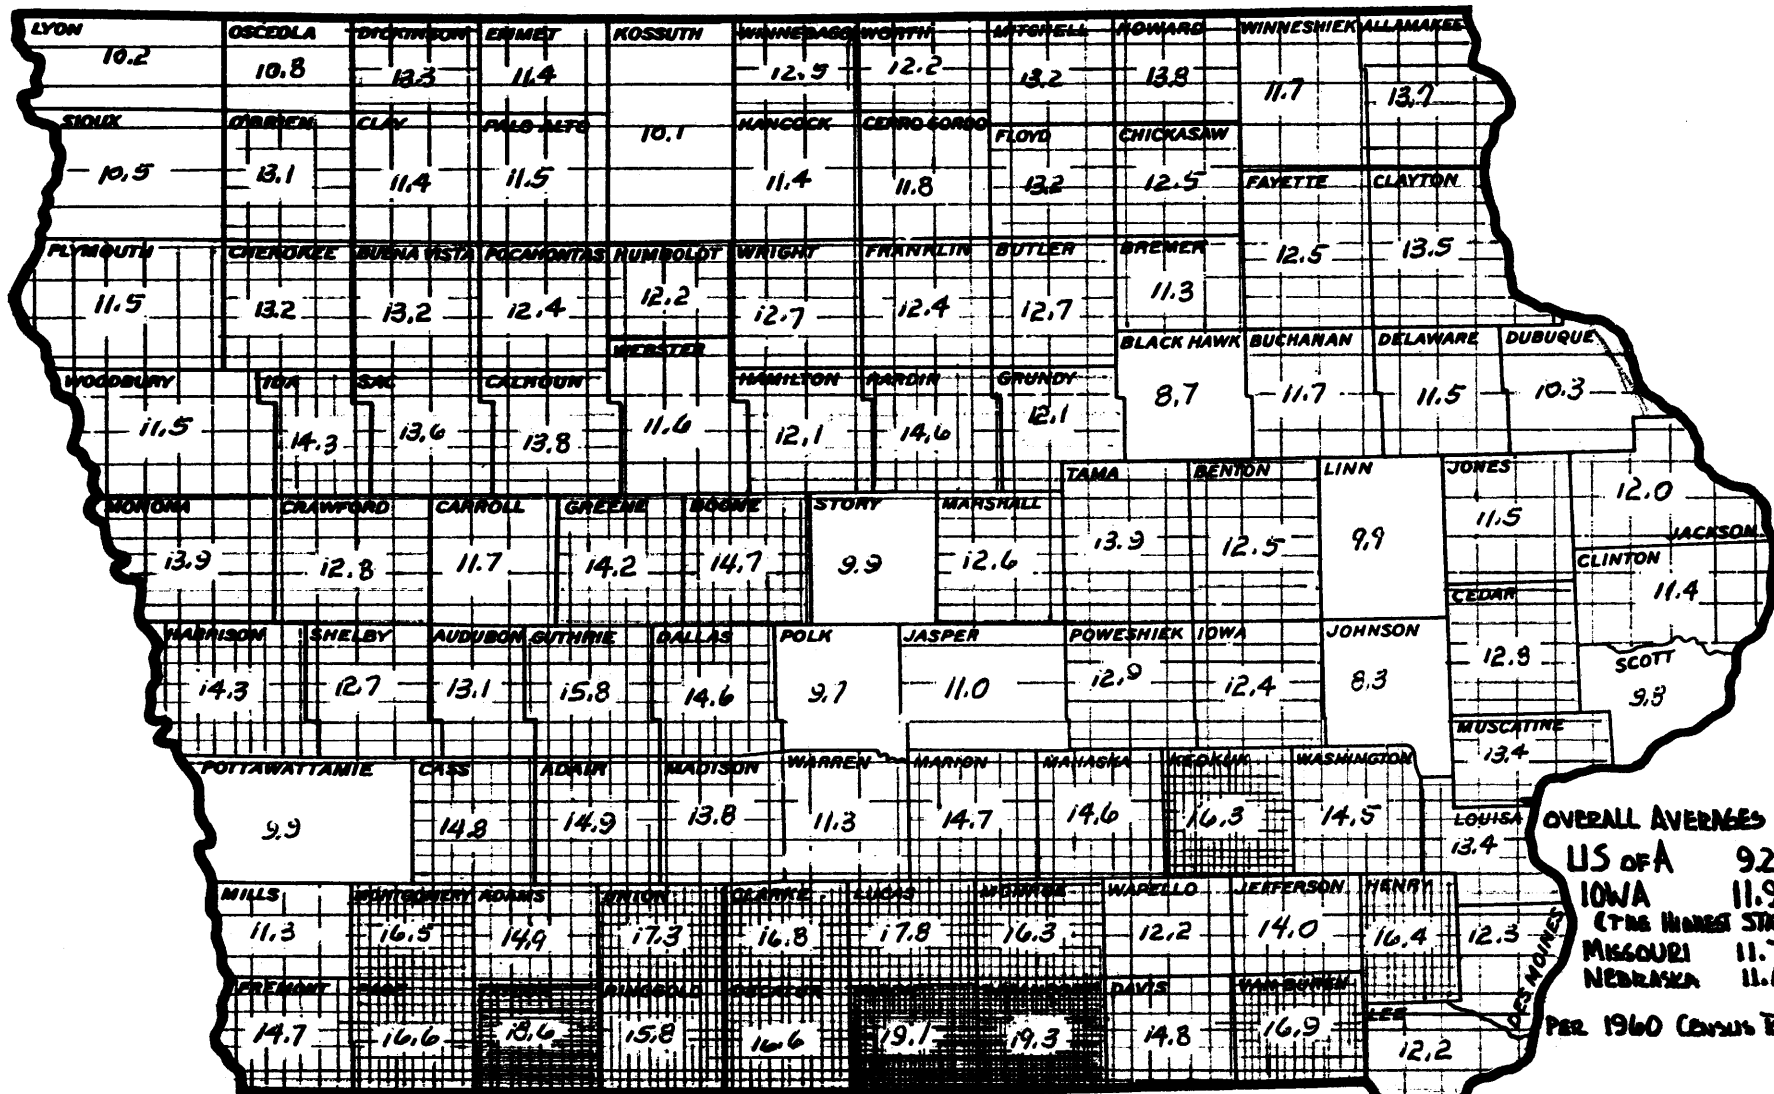 LYON OSCEOLA DICKINSON EMMET KOSSUTH WINNEBAGO WORTH MITCHELL HOWARD WINNESHIEK ALLAMAKEE
10.2 10.8 13.3 11.4 10.1 12.9 12.2 13.2 13.8 11.7 13.7
SIOUX O'BRIEN CLAY PALO ALTO HANCOCK CERRO GORDO FLOYD CHICKASAW
10.5 13.1 11.4 11.5 11.4 11.8 13.2 12.5
FAYETTE CLAYTON
12.5 13.5
PLYMOUTH CHEROKEE BUENA VISTA POCAHONTAS HUMBOLDT WRIGHT FRANKLIN BUTLER BREMER
11.5 13.2 13.2 12.4 12.2 12.7 12.4 12.7 11.3
WEBSTER BLACK HAWK BUCHANAN DELAWARE DUBUQUE
11.6 8.7 11.7 11.5 10.3
WOODBURY IDA SAC CALHOUN HAMILTON HARDIN GRUNDY
11.5 14.3 13.6 13.8 12.1 14.6 12.1
TAMA BENTON LINN JONES JACKSON
13.9 12.5 9.9 11.5 12.0
MONONA CRAWFORD CARROLL GREENE BOONE STORY MARSHALL
13.9 12.8 11.7 14.2 14.7 9.9 12.6
CLINTON
11.4
CEDAR
12.8
HARRISON SHELBY AUDUBON GUTHRIE DALLAS POLK JASPER POWESHIEK IOWA JOHNSON SCOTT
14.3 12.7 13.1 15.8 14.6 9.7 11.0 12.9 12.4 8.3 9.8
MUSCATINE
13.4
POTTAWATTAMIE CASS ADAIR MADISON WARREN MARION MAHASKA KEOKUK WASHINGTON LOUISA
9.9 14.8 14.9 13.8 11.3 14.7 14.6 16.3 14.5 13.4
MILLS MONTGOMERY ADAMS UNION CLARKE LUCAS MONROE WAPELLO JEFFERSON HENRY DES MOINES
11.3 16.5 14.9 17.3 16.8 17.8 16.3 12.2 14.0 16.4 12.3
FREMONT PAGE RINGGOLD DECATUR DAVIS VAN BUREN LEE
14.7 16.6 18.6 15.8 16.6 19.1 19.3 14.8 16.9 12.2
OVERALL AVERAGES
US OF A 9.2
IOWA 11.9
(THE HIGHEST
MISSOURI 11.
NEBRASKA 11.
PER 1960 CENSUS